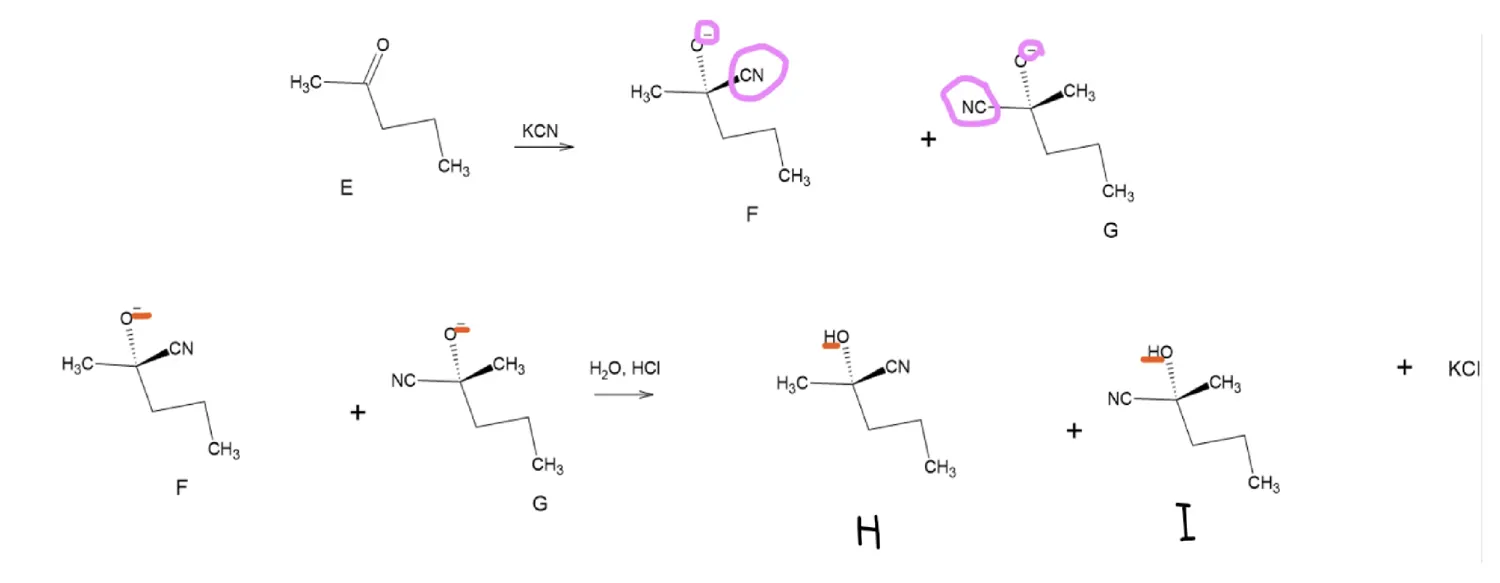 O
H₃C
CH₃
E
KCN
O⁻
CN
H₃C
CH₃
F
+
O⁻
NC
CH₃
CH₃
G
O⁻
CN
H₃C
CH₃
F
+
O⁻
NC
CH₃
CH₃
G
H₂O, HCl
HO
CN
H₃C
CH₃
H
+
HO
NC
CH₃
CH₃
I
+
KCl